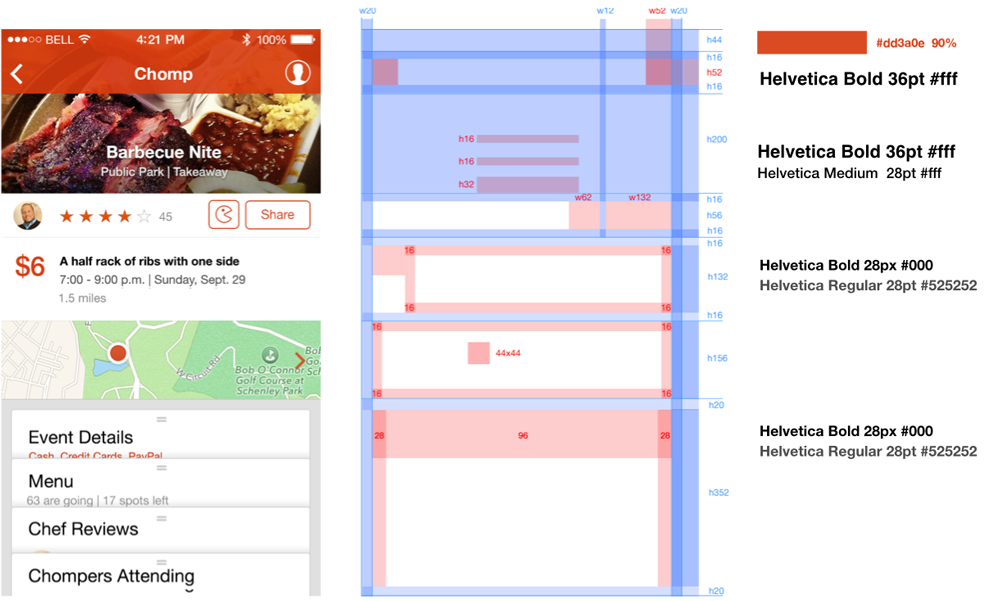 BELL 4:21 PM 100%
Chomp
Barbecue Nite
Public Park | Takeaway
45 Share
$6
A half rack of ribs with one side
7:00 - 9:00 p.m. | Sunday, Sept. 29
1.5 miles
W Circuit Rd
Bob O'Connor
Golf Course at
Schenley Park
Event Details
Cash, Credit Cards, PayPal
Menu
63 are going | 17 spots left
Chef Reviews
Chompers Attending
w20 w12 w52 w20
h44
h16
h52
h16
h16
h200
h16
h32
w62 w132
h16
h56
h16
h16
16 16
h132
16 16
h16
16 16
44x44
h156
16 16
h20
28 96 28
h352
h20
#dd3a0e 90%
Helvetica Bold 36pt #fff
Helvetica Bold 36pt #fff
Helvetica Medium 28pt #fff
Helvetica Bold 28px #000
Helvetica Regular 28pt #525252
Helvetica Bold 28px #000
Helvetica Regular 28pt #525252